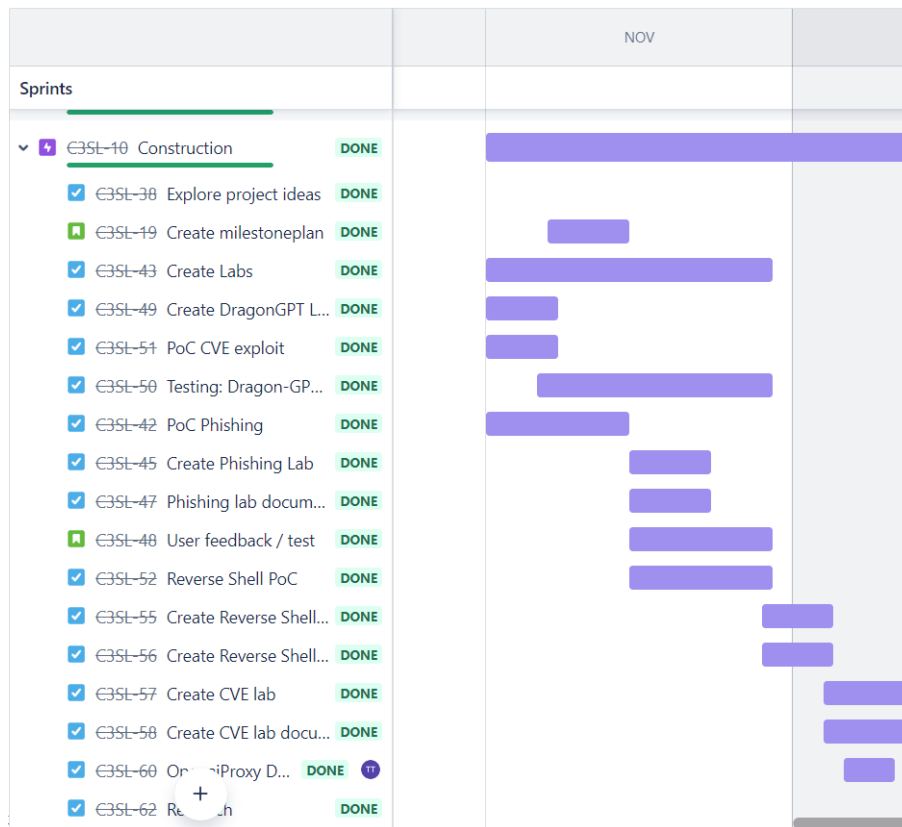 NOV
Sprints
C3SL-10 Construction DONE
C3SL-38 Explore project ideas DONE
C3SL-19 Create milestoneplan DONE
C3SL-43 Create Labs DONE
C3SL-49 Create DragonGPT L... DONE
C3SL-51 PoC CVE exploit DONE
C3SL-50 Testing: Dragon-GP... DONE
C3SL-42 PoC Phishing DONE
C3SL-45 Create Phishing Lab DONE
C3SL-47 Phishing lab docum... DONE
C3SL-48 User feedback / test DONE
C3SL-52 Reverse Shell PoC DONE
C3SL-55 Create Reverse Shell... DONE
C3SL-56 Create Reverse Shell... DONE
C3SL-57 Create CVE lab DONE
C3SL-58 Create CVE lab docu... DONE
C3SL-60 D... DONE TT
C3SL-62 DONE